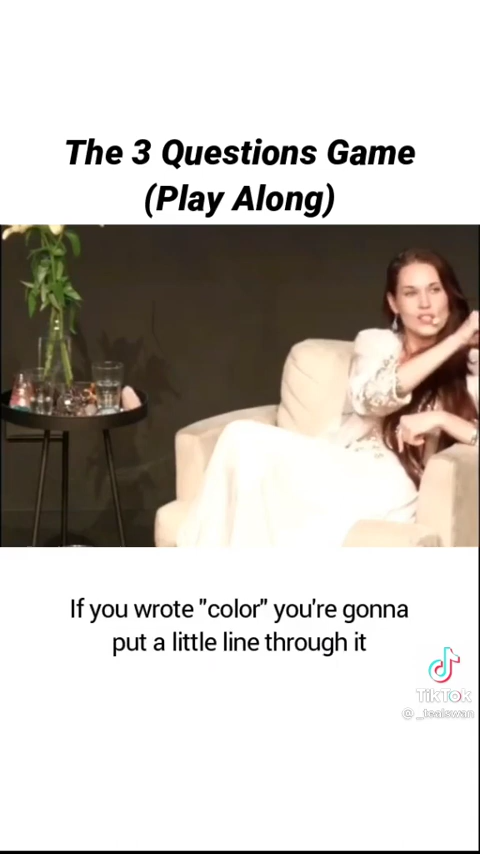 The 3 Questions Game
(Play Along)
If you wrote "color" you're gonna
put a little line through it
TikTok
@_tealswan